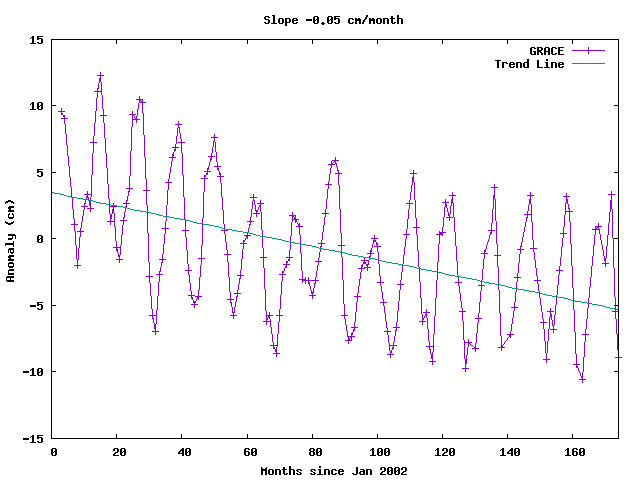 Slope -0.05 cm/month
GRACE
Trend Line
15
10
5
0
-5
-10
-15
Anomaly (cm)
0 20 40 60 80 100 120 140 160
Months since Jan 2002